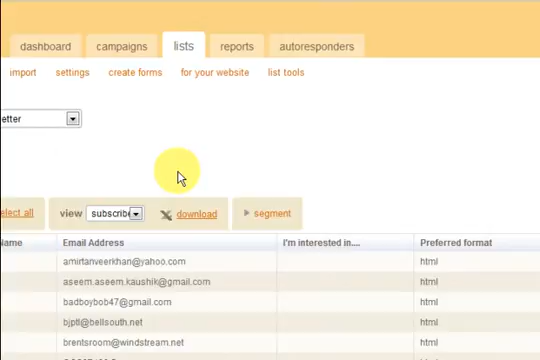 dashboard campaigns lists reports autoresponders
import settings create forms for your website list tools
etter
elect all view subscribe download segment
Name Email Address I'm interested in.... Preferred format
amirtanveerkhan@yahoo.com html
aseem.aseem.kaushik@gmail.com html
badboybob47@gmail.com html
bjptl@bellsouth.net html
brentsroom@windstream.net html